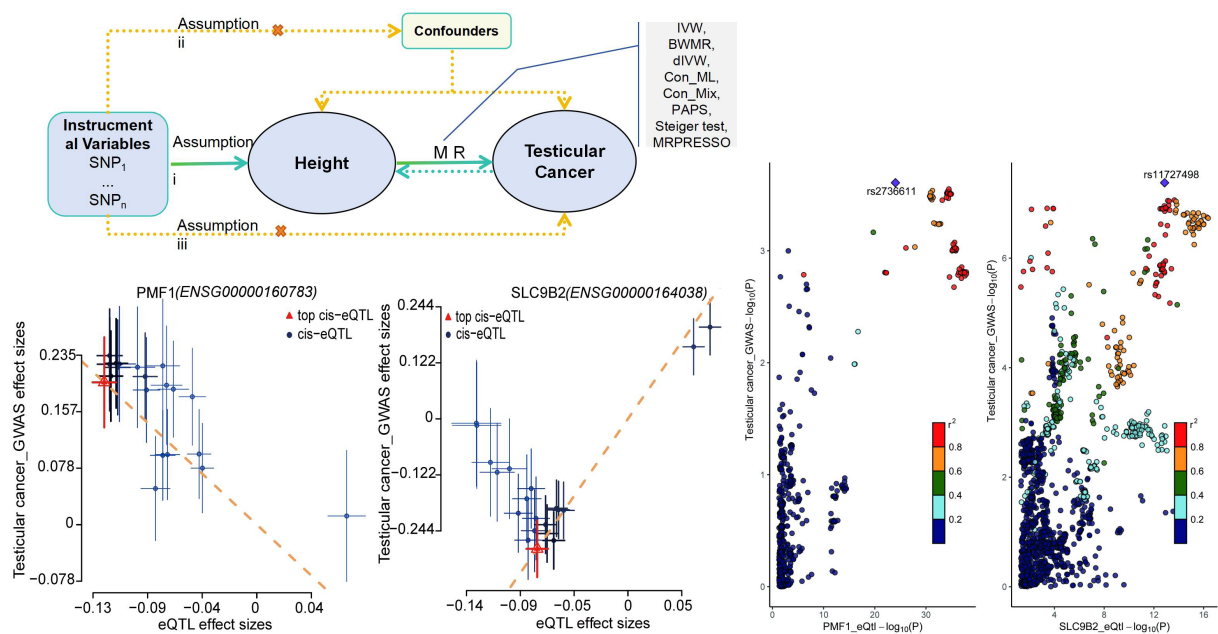 Assumption
ii
Confounders
IVW,
BWMR,
dIVW,
Con_ML,
Con_Mix,
PAPS,
Steiger test,
MRPRESSO
Instrucment
al Variables
SNP1
...
SNPn
Assumption
i
Height
M R
Testicular
Cancer
Assumption
iii
PMF1(ENSG00000160783)
top cis−eQTL
cis−eQTL
Testicular cancer_GWAS effect sizes
0.235
0.157
0.078
0
−0.078
−0.13
−0.09
−0.04
0
0.04
eQTL effect sizes
SLC9B2(ENSG00000164038)
top cis−eQTL
cis−eQTL
Testicular cancer_GWAS effect sizes
0.244
0.122
0
−0.122
−0.244
−0.14
−0.09
−0.05
0
0.05
eQTL effect sizes
rs2736611
Testicular cancer_GWAS−log10(P)
3
2
1
0
r2
0.8
0.6
0.4
0.2
0
10
20
30
PMF1_eQtl−log10(P)
rs11727498
Testicular cancer_GWAS−log10(P)
6
4
2
0
r2
0.8
0.6
0.4
0.2
4
8
12
16
SLC9B2_eQtl−log10(P)